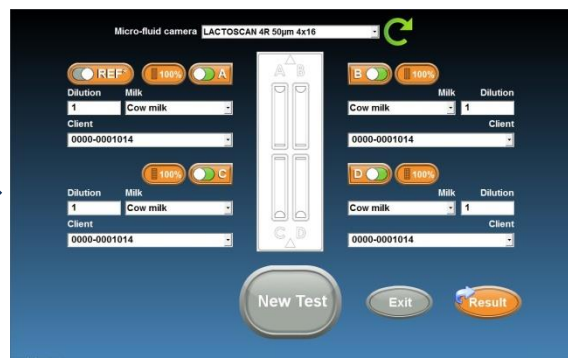 Micro-fluid camera LACTOSCAN 4R 50µm 4x16
REF* 100% A
A B
B 100%
Dilution Milk
1 Cow milk
Client
0000-0001014
Milk Dilution
Cow milk 1
Client
0000-0001014
100% C
D 100%
Dilution Milk
1 Cow milk
Client
0000-0001014
Milk Dilution
Cow milk 1
Client
0000-0001014
C D
New Test Exit Result